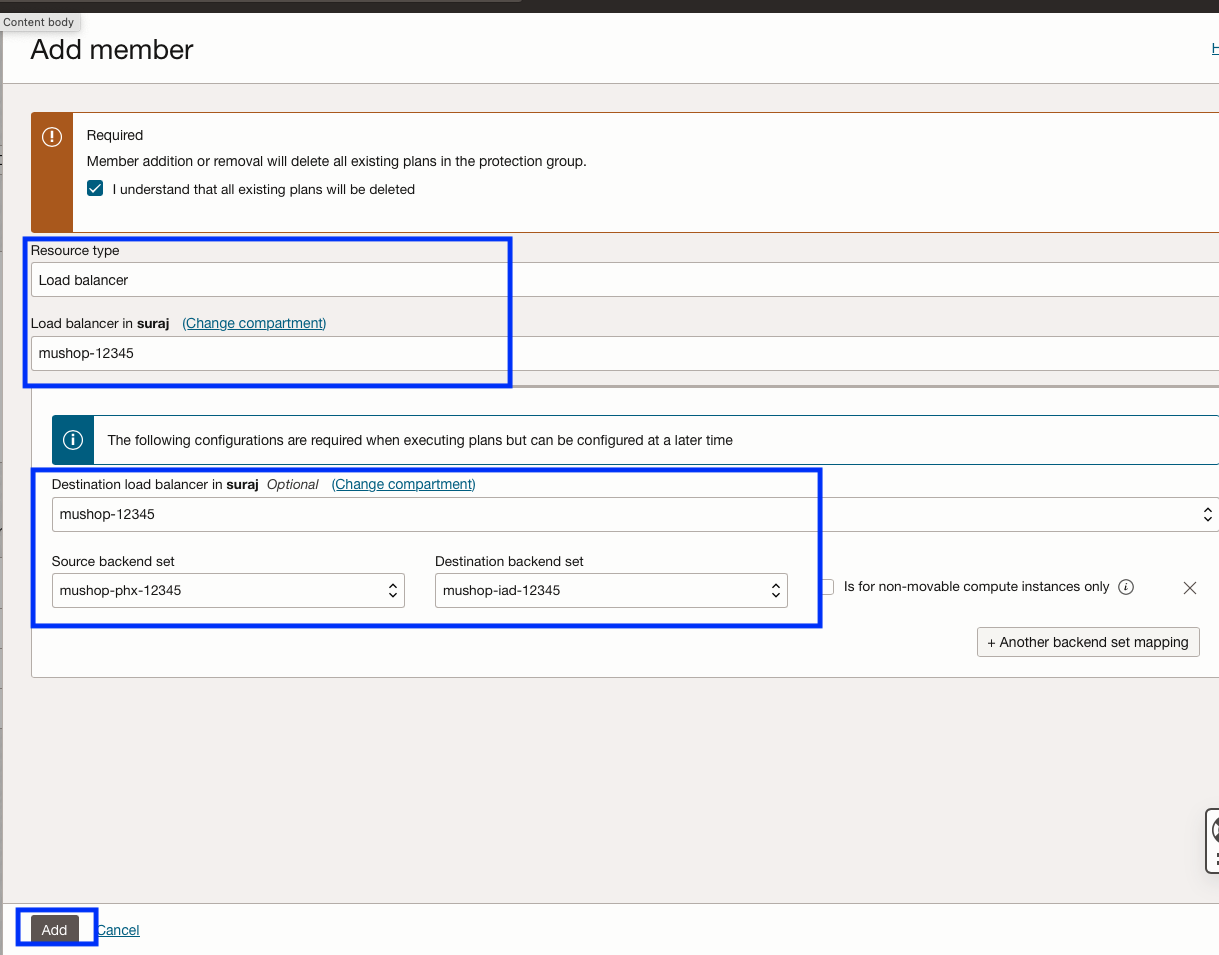 Content body
Add member
H
Required
Member addition or removal will delete all existing plans in the protection group.
I understand that all existing plans will be deleted
Resource type
Load balancer
Load balancer in suraj (Change compartment)
mushop-12345
The following configurations are required when executing plans but can be configured at a later time
Destination load balancer in suraj Optional (Change compartment)
mushop-12345
Source backend set Destination backend set
mushop-phx-12345 mushop-iad-12345 Is for non-movable compute instances only
+ Another backend set mapping
Add Cancel